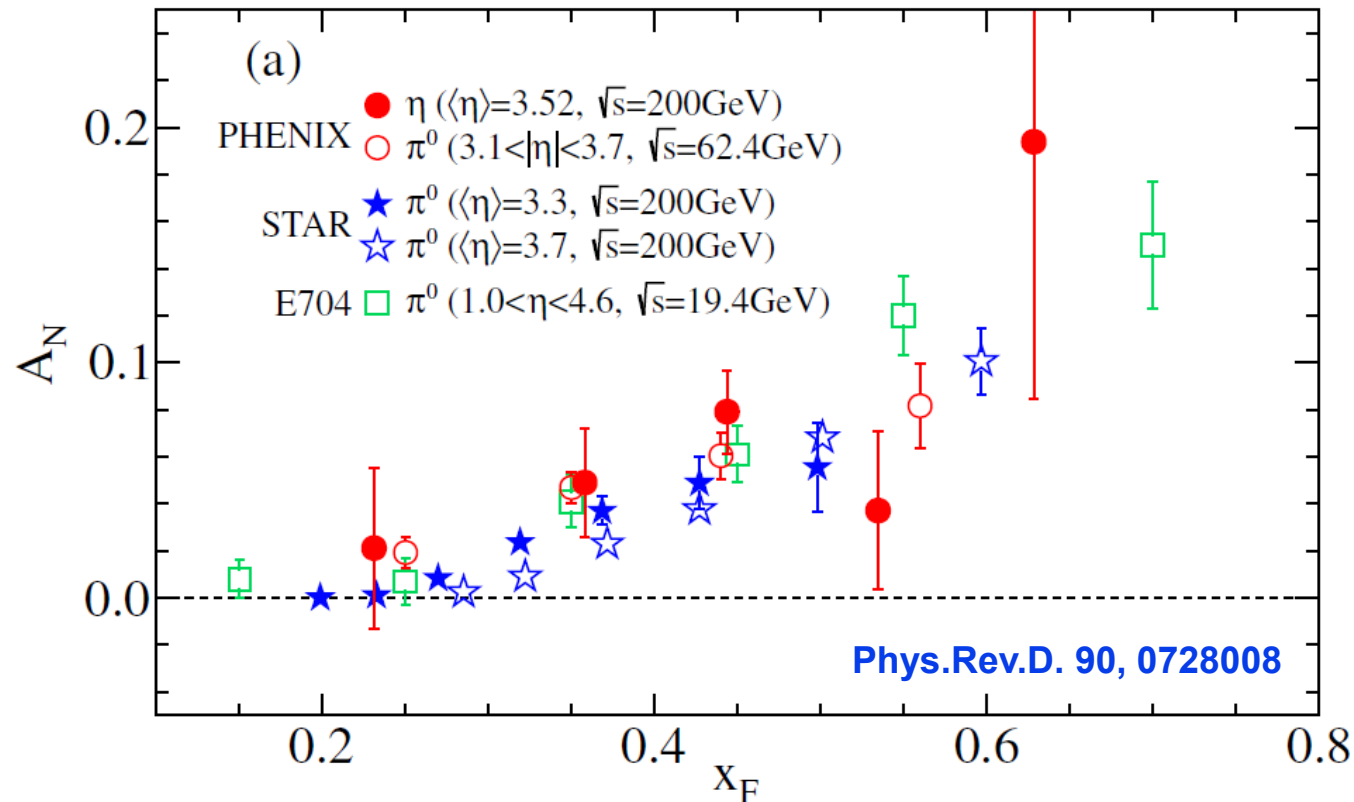 (a)
PHENIX
η (⟨η⟩=3.52, √s=200GeV)
π⁰ (3.1<|η|<3.7, √s=62.4GeV)
STAR
π⁰ (⟨η⟩=3.3, √s=200GeV)
π⁰ (⟨η⟩=3.7, √s=200GeV)
E704 π⁰ (1.0<η<4.6, √s=19.4GeV)
A_N
0.2
0.1
0.0
Phys.Rev.D. 90, 0728008
0.2 0.4 0.6 0.8
x_F